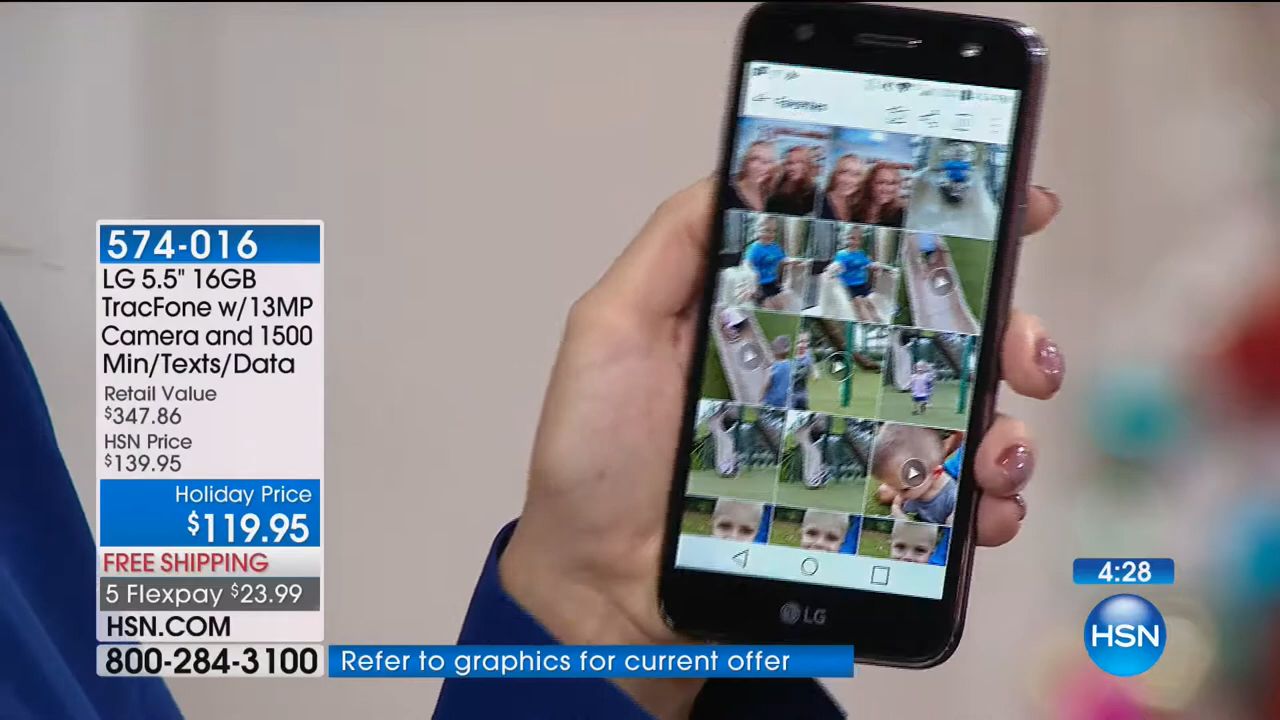 574-016
LG 5.5" 16GB
TracFone w/13MP
Camera and 1500
Min/Texts/Data
Retail Value
$347.86
HSN Price
$139.95
Holiday Price
$119.95
FREE SHIPPING
5 Flexpay $23.99
HSN.COM
800-284-3100
Refer to graphics for current offer
Favorites
LG
4:28
HSN